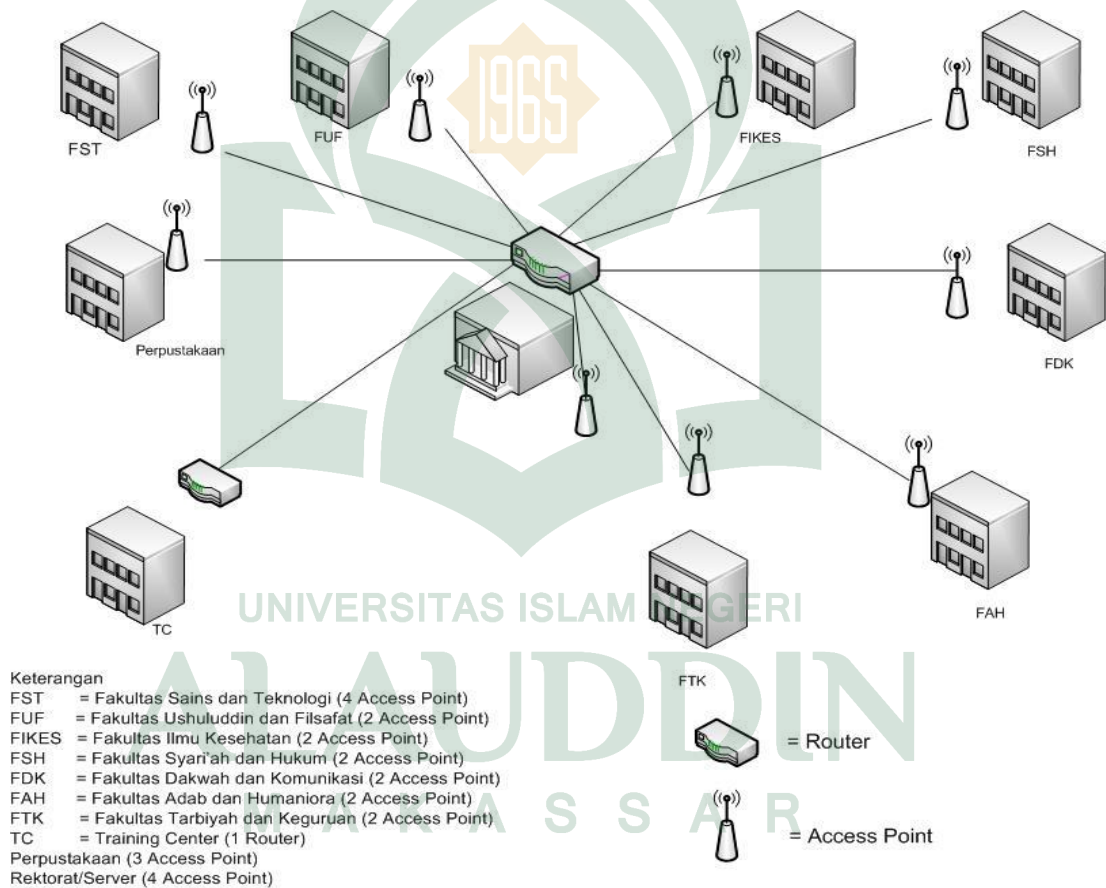 1965
FST
FUF
FIKES
FSH
Perpustakaan
FDK
TC
FAH
FTK
UNIVERSITAS ISLAM NEGERI
ALAUDDIN
MAKASSAR
Keterangan
FST = Fakultas Sains dan Teknologi (4 Access Point)
FUF = Fakultas Ushuluddin dan Filsafat (2 Access Point)
FIKES = Fakultas Ilmu Kesehatan (2 Access Point)
FSH = Fakultas Syari'ah dan Hukum (2 Access Point)
FDK = Fakultas Dakwah dan Komunikasi (2 Access Point)
FAH = Fakultas Adab dan Humaniora (2 Access Point)
FTK = Fakultas Tarbiyah dan Keguruan (2 Access Point)
TC = Training Center (1 Router)
Perpustakaan (3 Access Point)
Rektorat/Server (4 Access Point)
= Router
= Access Point